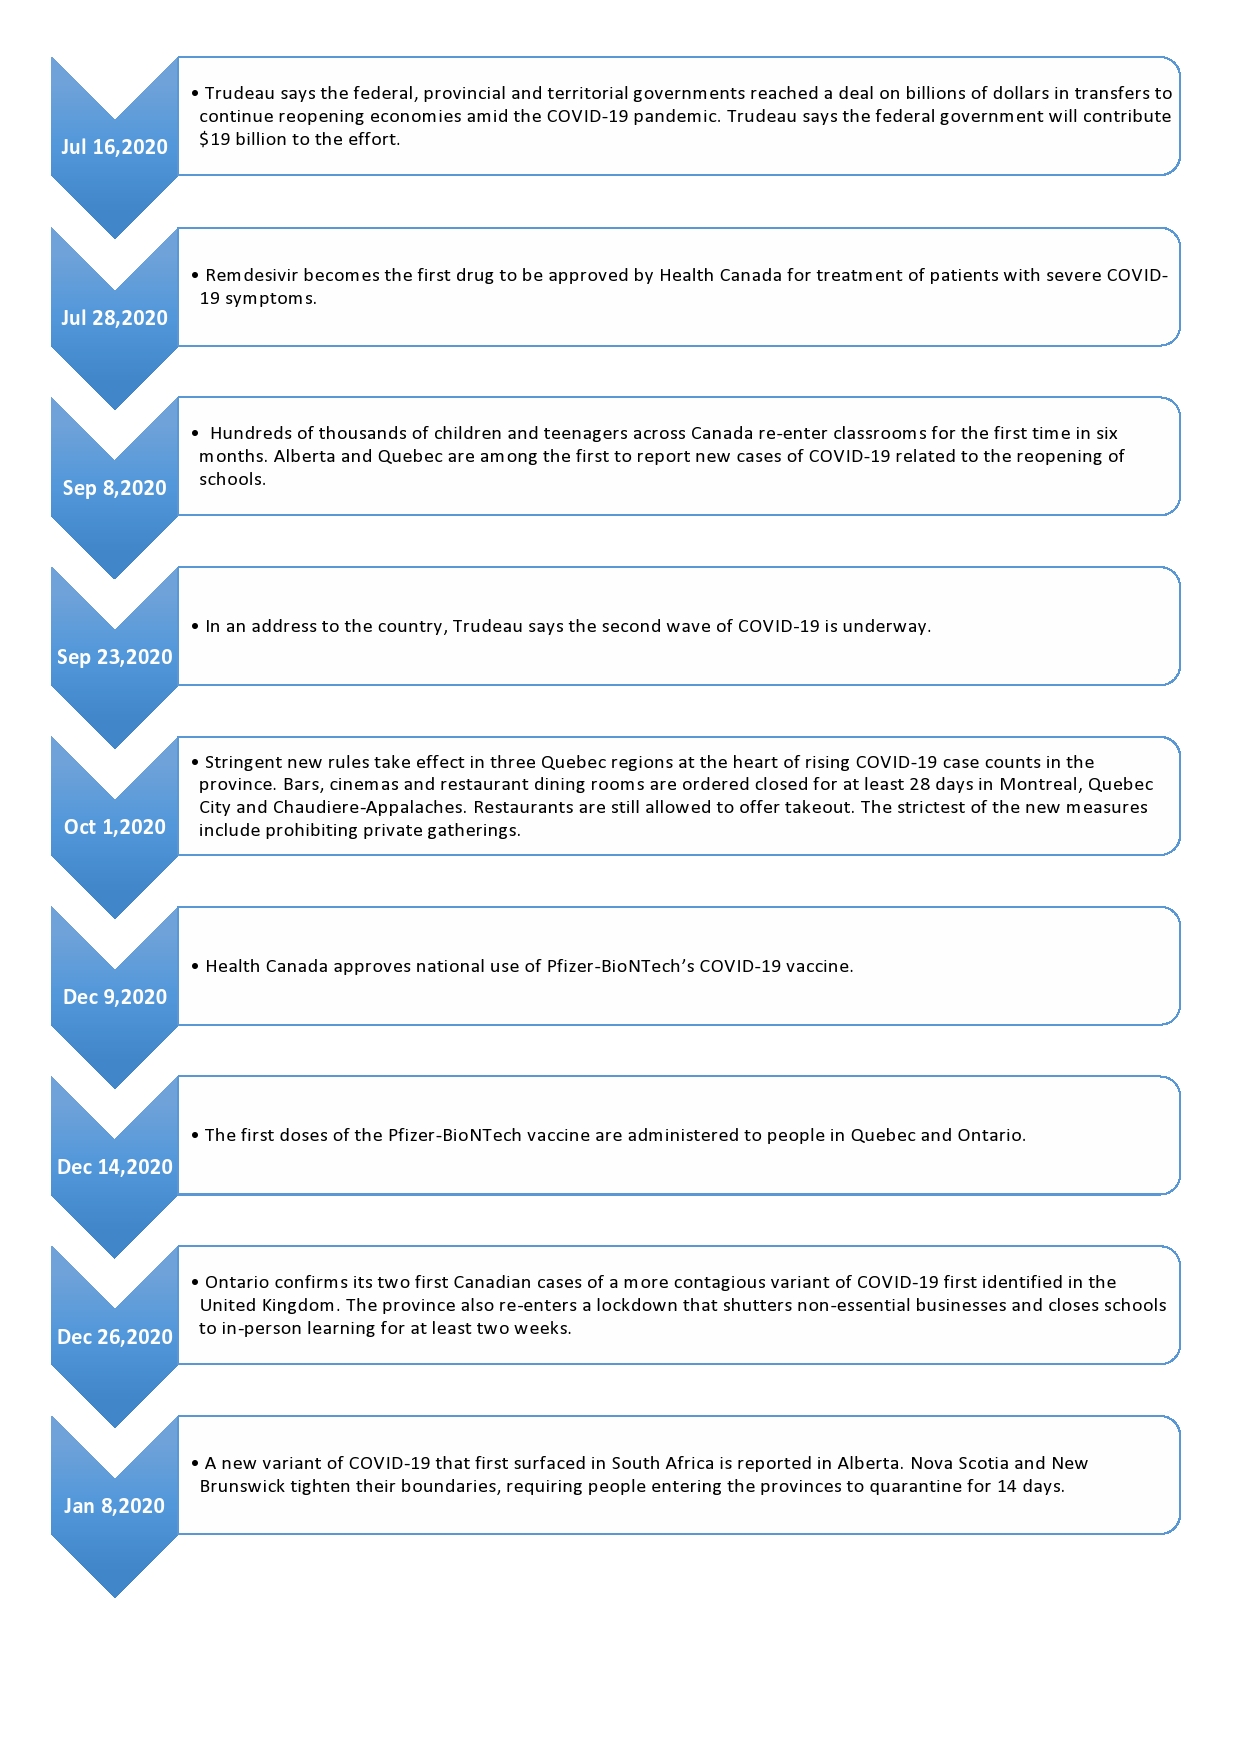 • Trudeau says the federal, provincial and territorial governments reached a deal on billions of dollars in transfers to
continue reopening economies amid the COVID-19 pandemic. Trudeau says the federal government will contribute
$19 billion to the effort.
Jul 16,2020
• Remdesivir becomes the first drug to be approved by Health Canada for treatment of patients with severe COVID-
19 symptoms.
Jul 28,2020
• Hundreds of thousands of children and teenagers across Canada re-enter classrooms for the first time in six
months. Alberta and Quebec are among the first to report new cases of COVID-19 related to the reopening of
schools.
Sep 8,2020
• In an address to the country, Trudeau says the second wave of COVID-19 is underway.
Sep 23,2020
• Stringent new rules take effect in three Quebec regions at the heart of rising COVID-19 case counts in the
province. Bars, cinemas and restaurant dining rooms are ordered closed for at least 28 days in Montreal, Quebec
City and Chaudiere-Appalaches. Restaurants are still allowed to offer takeout. The strictest of the new measures
include prohibiting private gatherings.
Oct 1,2020
• Health Canada approves national use of Pfizer-BioNTech’s COVID-19 vaccine.
Dec 9,2020
• The first doses of the Pfizer-BioNTech vaccine are administered to people in Quebec and Ontario.
Dec 14,2020
• Ontario confirms its two first Canadian cases of a more contagious variant of COVID-19 first identified in the
United Kingdom. The province also re-enters a lockdown that shutters non-essential businesses and closes schools
to in-person learning for at least two weeks.
Dec 26,2020
• A new variant of COVID-19 that first surfaced in South Africa is reported in Alberta. Nova Scotia and New
Brunswick tighten their boundaries, requiring people entering the provinces to quarantine for 14 days.
Jan 8,2020